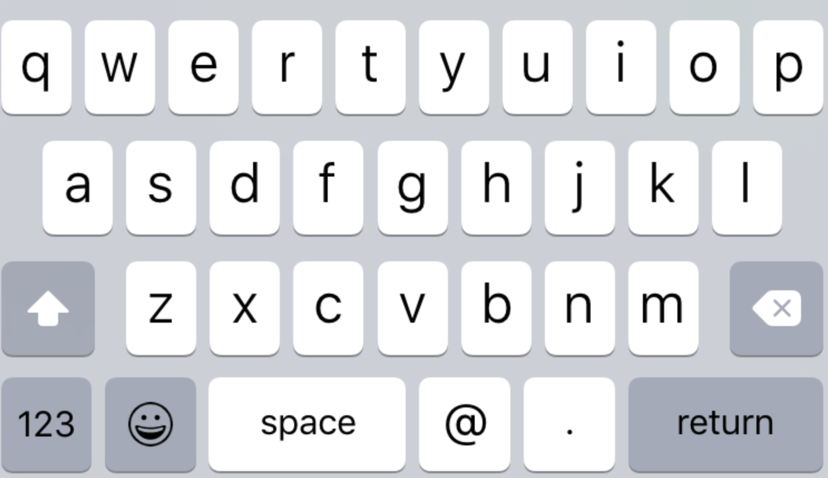 q w e r t y u i o p
a s d f g h j k l
z x c v b n m
123 space @ . return